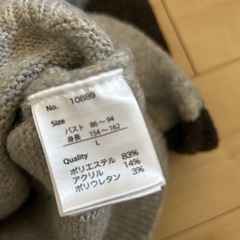 No. 10889
Size
バスト 86～94
身長 154～162
L
Quality
ポリエステル 83%
アクリル 14%
ポリウレタン 3%